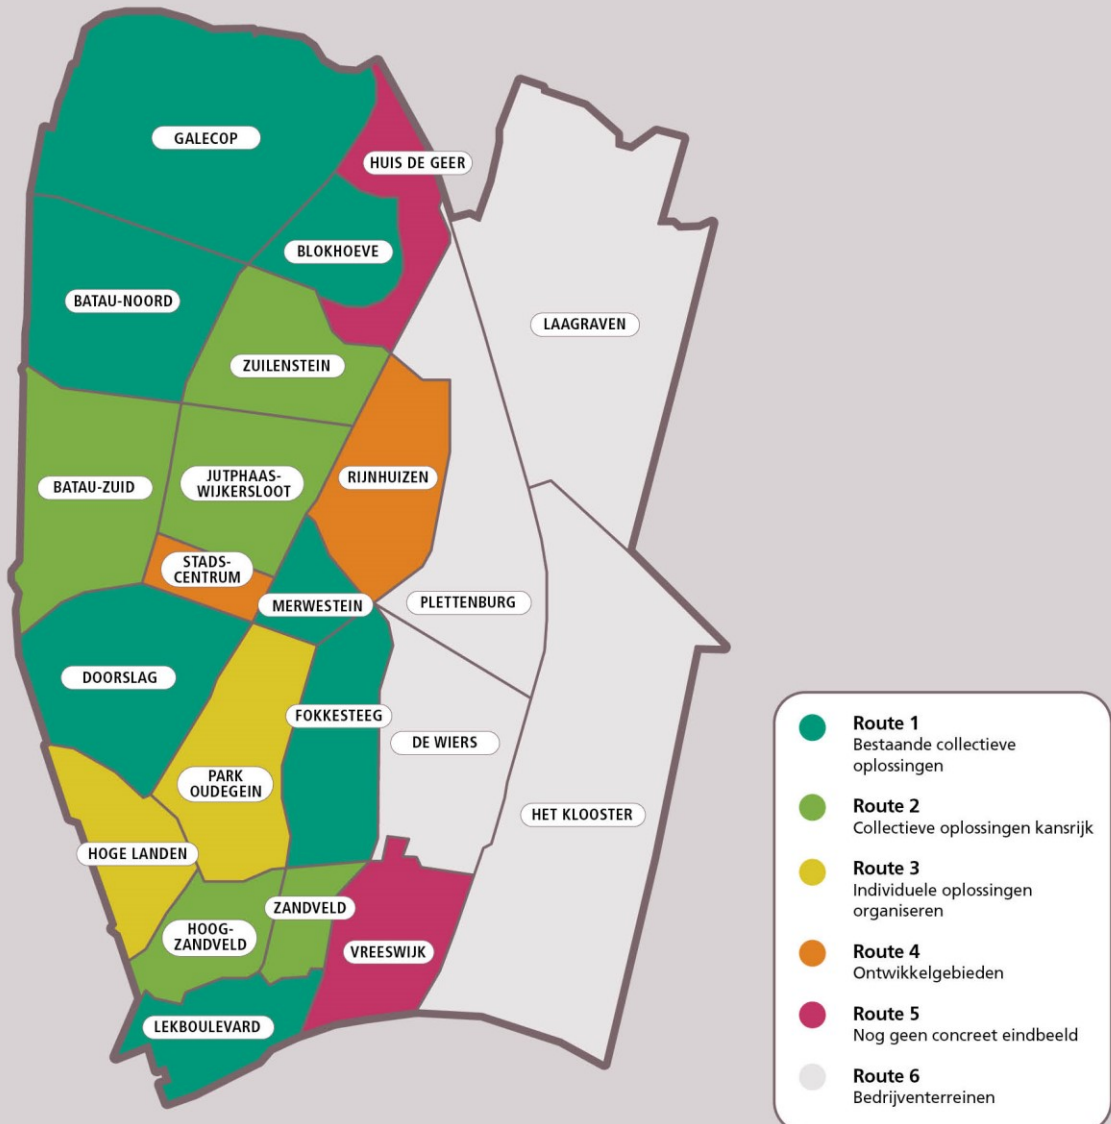 GALECOP
HUIS DE GEER
BLOKHOEVE
BATAU-NOORD
LAAGRAVEN
ZUILENSTEIN
JUTPHAAS-
WIJKERSLOOT
RIJNHUIZEN
BATAU-ZUID
STADS-
CENTRUM
MERWESTEIN
PLETTENBURG
DOORSLAG
FOKKESTEEG
DE WIERS
PARK
OUDEGEIN
HET KLOOSTER
HOGE LANDEN
ZANDVELD
HOOG-
ZANDVELD
VREESWIJK
LEKBOULEVARD
Route 1
Bestaande collectieve
oplossingen
Route 2
Collectieve oplossingen kansrijk
Route 3
Individuele oplossingen
organiseren
Route 4
Ontwikkelgebieden
Route 5
Nog geen concreet eindbeeld
Route 6
Bedrijventerreinen